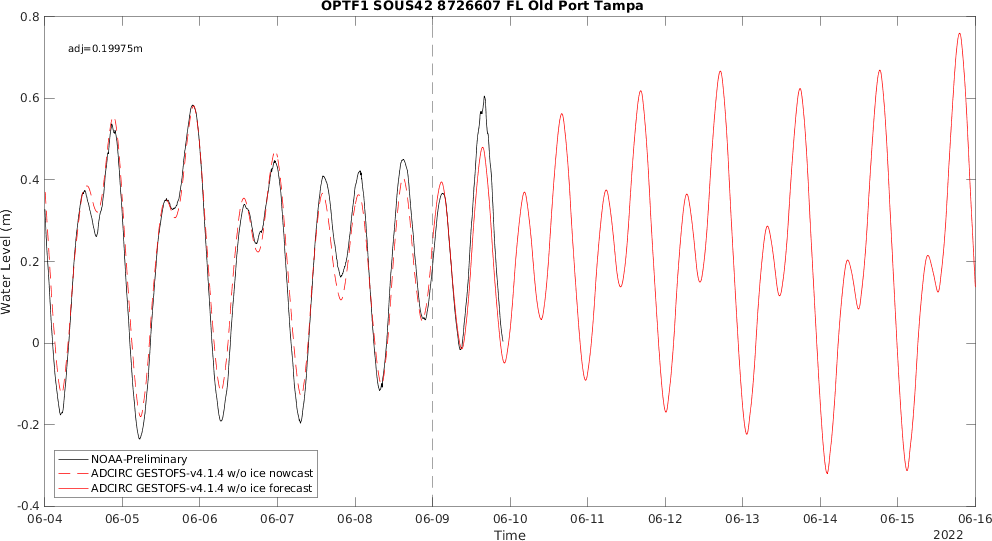 OPTF1 SOUS42 8726607 FL Old Port Tampa
adj=0.19975m
0.8
0.6
0.4
0.2
0
-0.2
-0.4
Water Level (m)
NOAA-Preliminary
ADCIRC GESTOFS-v4.1.4 w/o ice nowcast
ADCIRC GESTOFS-v4.1.4 w/o ice forecast
06-04 06-05 06-06 06-07 06-08 06-09 06-10 06-11 06-12 06-13 06-14 06-15 06-16
Time
2022